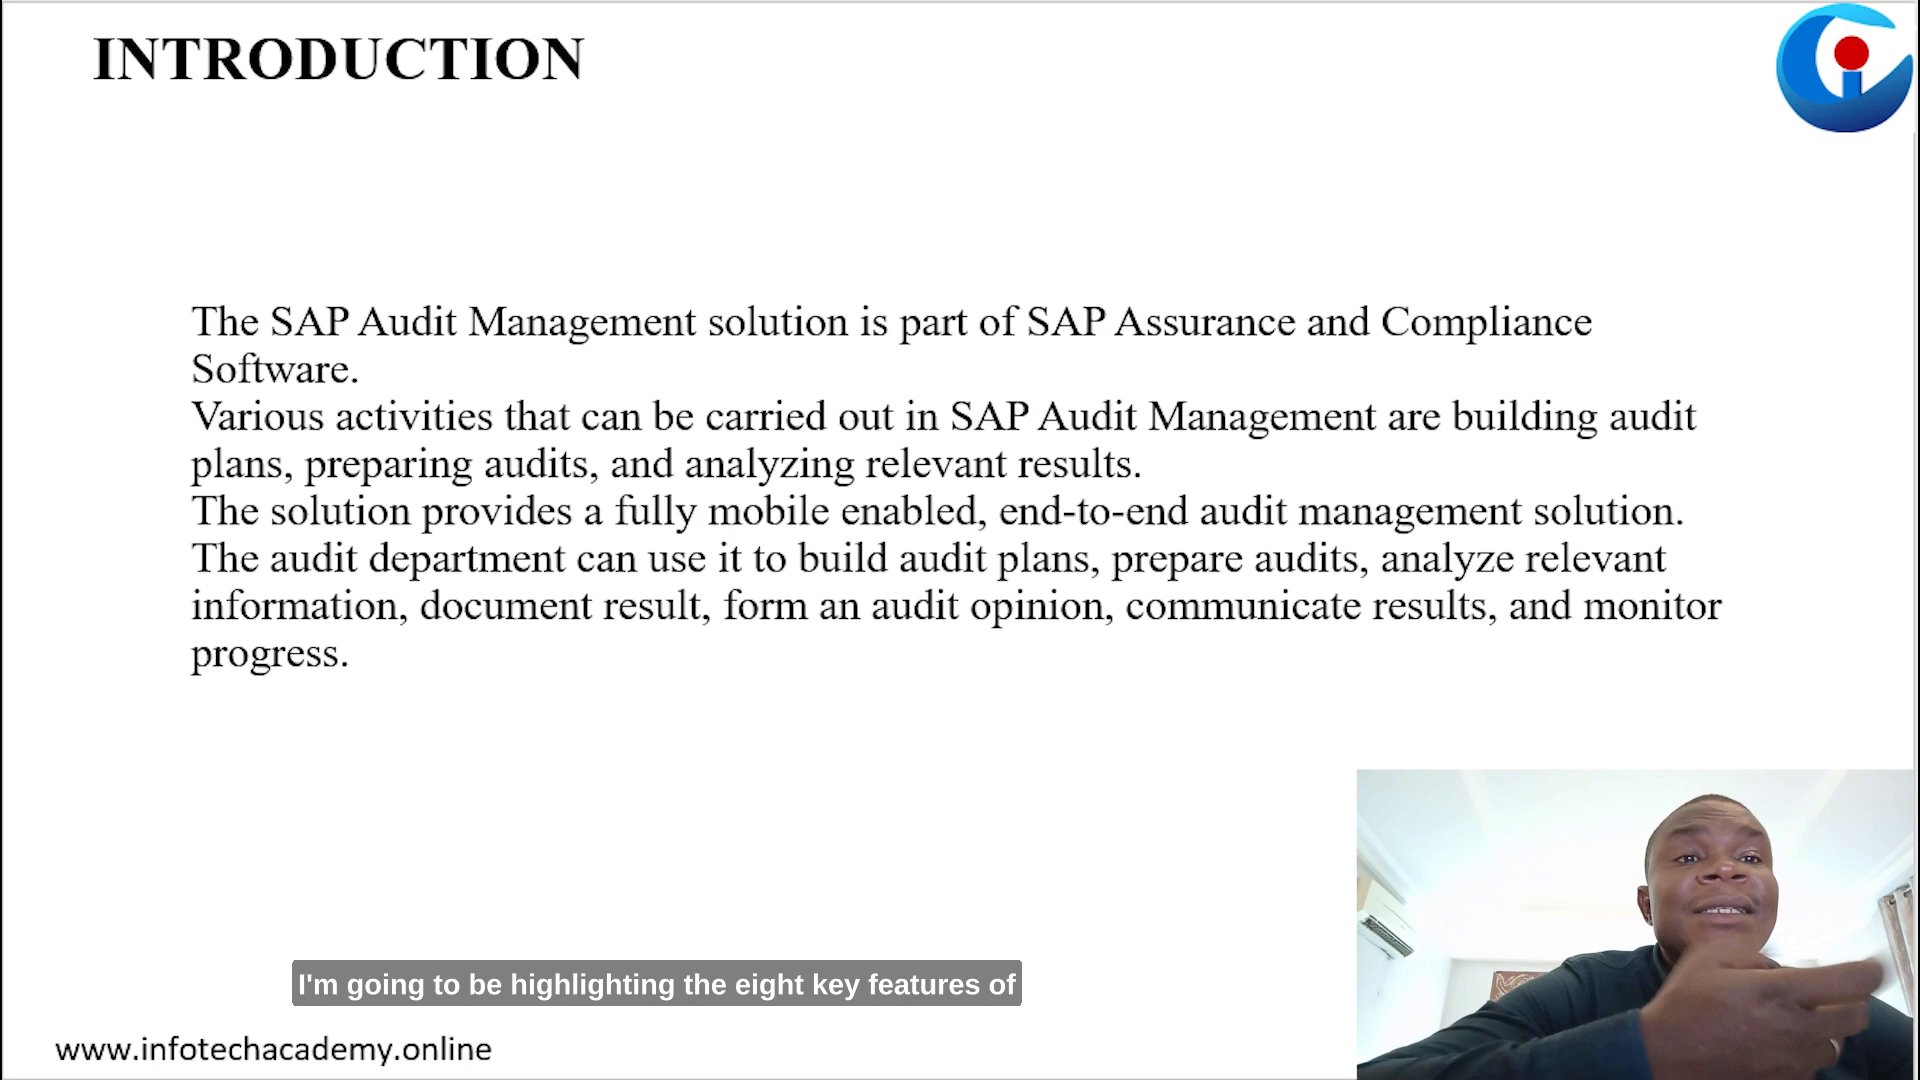 INTRODUCTION
The SAP Audit Management solution is part of SAP Assurance and Compliance
Software.
Various activities that can be carried out in SAP Audit Management are building audit
plans, preparing audits, and analyzing relevant results.
The solution provides a fully mobile enabled, end-to-end audit management solution.
The audit department can use it to build audit plans, prepare audits, analyze relevant
information, document result, form an audit opinion, communicate results, and monitor
progress.
I'm going to be highlighting the eight key features of
www.infotechacademy.online